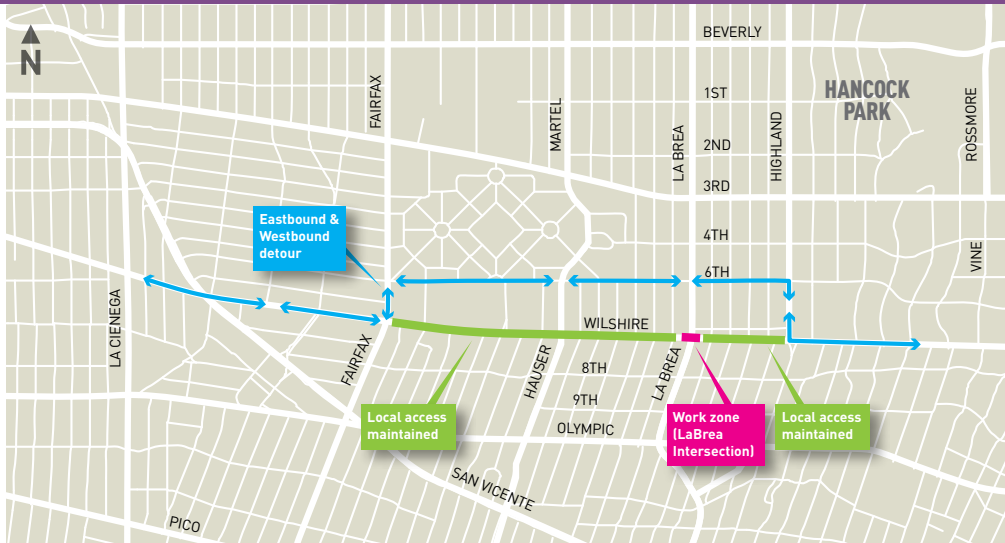 N
BEVERLY
FAIRFAX
MARTEL
LA BREA
HIGHLAND
1ST
HANCOCK
PARK
ROSSMORE
2ND
3RD
Eastbound &
Westbound
detour
4TH
6TH
VINE
LA CIENEGA
WILSHIRE
FAIRFAX
HAUSER
LA BREA
8TH
9TH
OLYMPIC
Local access
maintained
Work zone
(LaBrea
Intersection)
Local access
maintained
SAN VICENTE
PICO